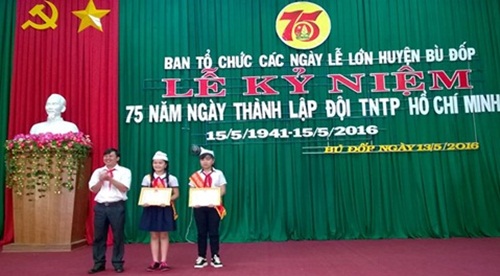 75
BAN TỔ CHỨC CÁC NGÀY LỄ LỚN HUYỆN BÙ ĐỐP
LỄ KỶ NIỆM
75 NĂM NGÀY THÀNH LẬP ĐỘI TNTP HỒ CHÍ MINH
15/5/1941-15/5/2016
BÙ ĐỐP NGÀY 13/5/2016